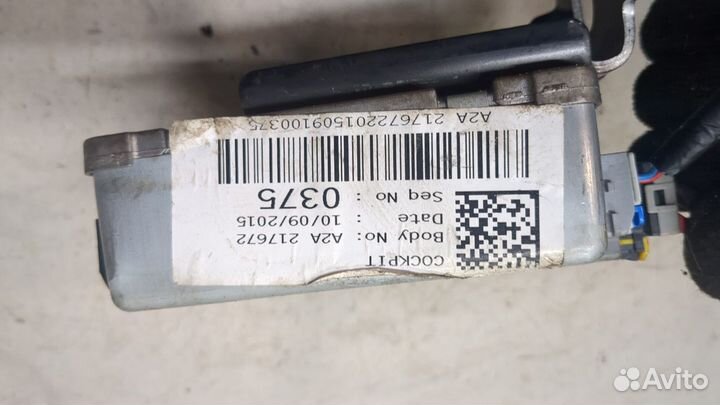 COCKPIT
Body No: A2A 217672
Date : 10/09/2015
Seq No : 0375
A2A 217672201509100375
Avito